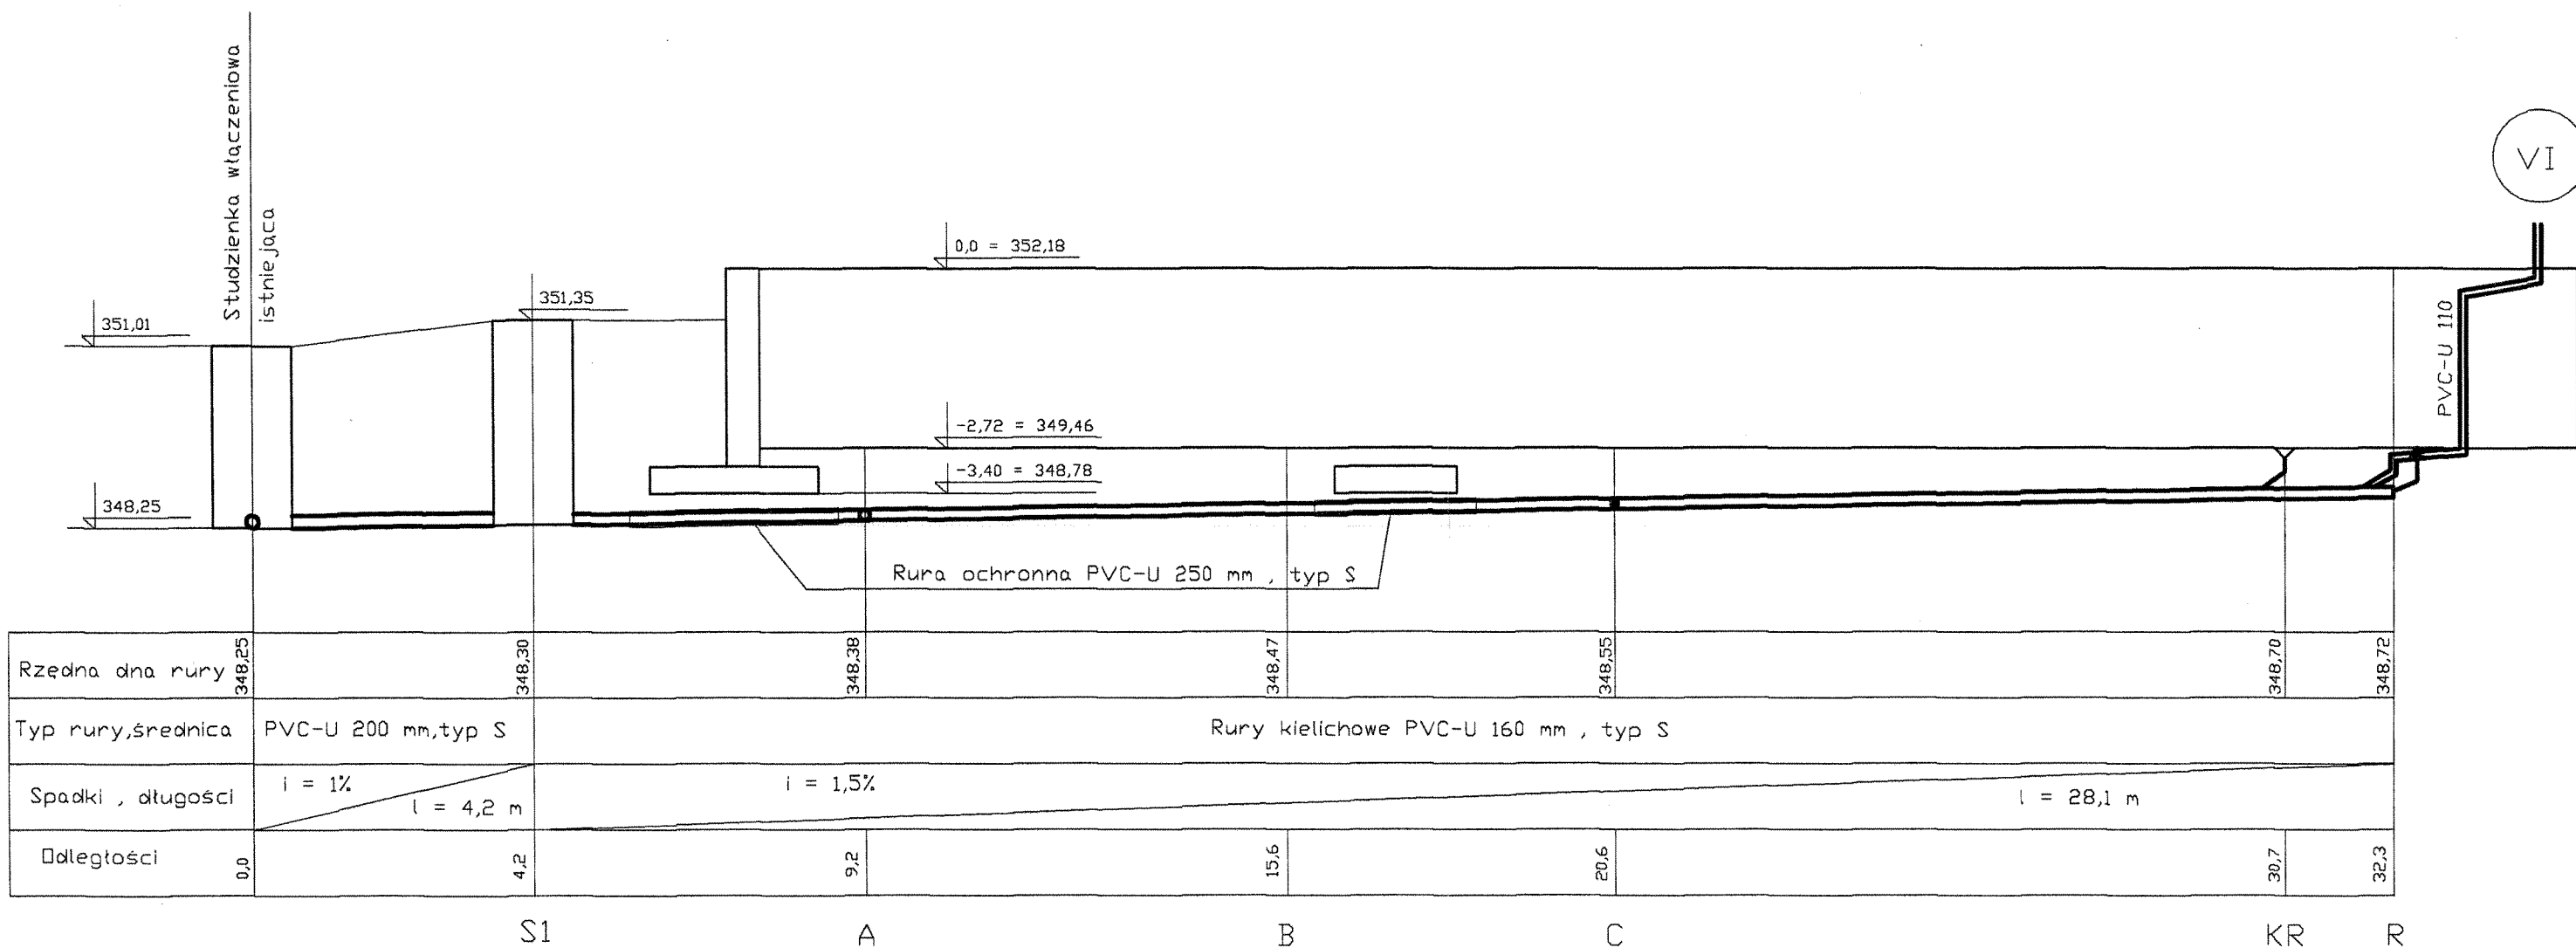 Studzienka włączeniowa
istniejąca
VI
0,0 = 352,18
351,35
351,01
PVC-U 110
-2,72 = 349,46
-3,40 = 348,78
348,25
Rura ochronna PVC-U 250 mm , typ S
Rzędna dna rury 348,25 348,30 348,38 348,47 348,55 348,70 348,72
Typ rury,średnica PVC-U 200 mm,typ S Rury kielichowe PVC-U 160 mm , typ S
Spadki , długości i = 1% l = 4,2 m i = 1,5% l = 28,1 m
Odległości 0,0 4,2 9,2 15,6 20,6 30,7 32,3
S1 A B C KR R